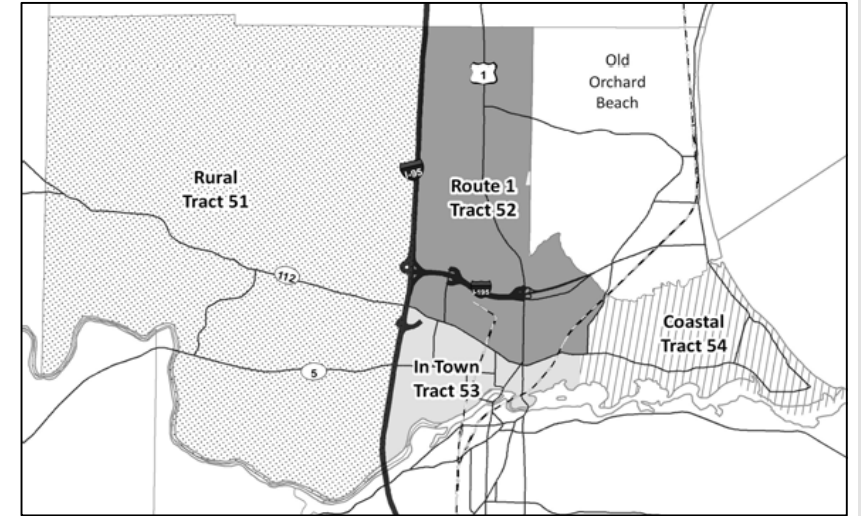 1
Old
Orchard
Beach
I-95
Rural
Tract 51
Route 1
Tract 52
112
I-195
Coastal
Tract 54
5
In Town
Tract 53